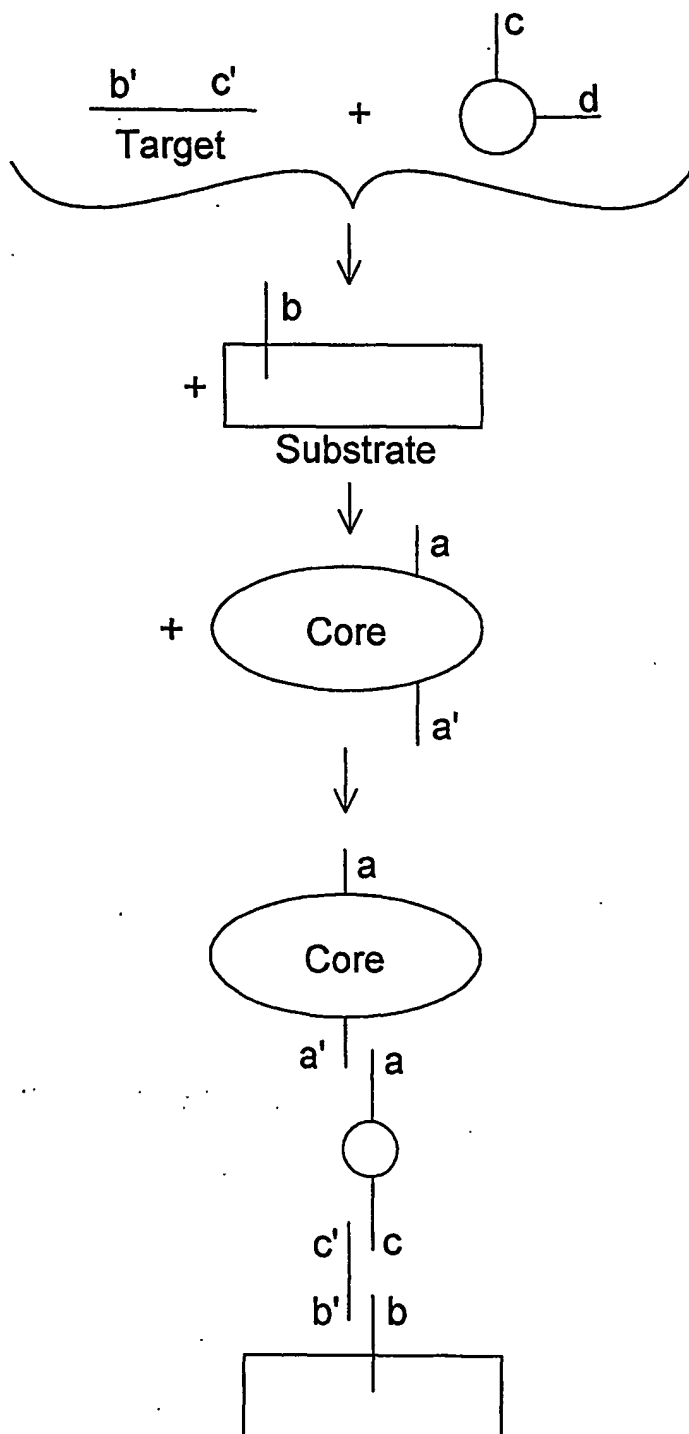 c
b' c'
+ d
Target
b
+
Substrate
a
+ Core
a'
a
Core
a' a
c' c
b' b